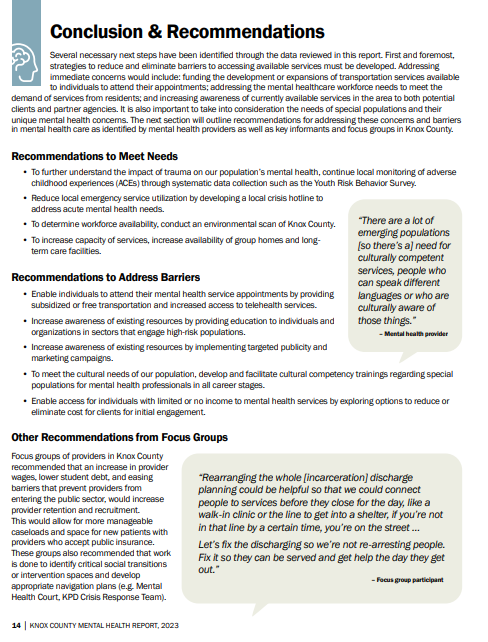 Conclusion & Recommendations
Several necessary next steps have been identified through the data reviewed in this report. First and foremost,
strategies to reduce and eliminate barriers to accessing available services must be developed. Addressing
immediate concerns would include: funding the development or expansions of transportation services available
to individuals to attend their appointments; addressing the mental healthcare workforce needs to meet the
demand of services from residents; and increasing awareness of currently available services in the area to both potential
clients and partner agencies. It is also important to take into consideration the needs of special populations and their
unique mental health concerns. The next section will outline recommendations for addressing these concerns and barriers
in mental health care as identified by mental health providers as well as key informants and focus groups in Knox County.
Recommendations to Meet Needs
• To further understand the impact of trauma on our population's mental health, continue local monitoring of adverse
childhood experiences (ACEs) through systematic data collection such as the Youth Risk Behavior Survey.
• Reduce local emergency service utilization by developing a local crisis hotline to
address acute mental health needs.
• To determine workforce availability, conduct an environmental scan of Knox County.
• To increase capacity of services, increase availability of group homes and long-
term care facilities.
"There are a lot of
emerging populations
[so there's a] need for
culturally competent
services, people who
can speak different
languages or who are
culturally aware of
those things."
– Mental health provider
Recommendations to Address Barriers
• Enable individuals to attend their mental health service appointments by providing
subsidized or free transportation and increased access to telehealth services.
• Increase awareness of existing resources by providing education to individuals and
organizations in sectors that engage high-risk populations.
• Increase awareness of existing resources by implementing targeted publicity and
marketing campaigns.
• To meet the cultural needs of our population, develop and facilitate cultural competency trainings regarding special
populations for mental health professionals in all career stages.
• Enable access for individuals with limited or no income to mental health services by exploring options to reduce or
eliminate cost for clients for initial engagement.
Other Recommendations from Focus Groups
Focus groups of providers in Knox County
recommended that an increase in provider
wages, lower student debt, and easing
barriers that prevent providers from
entering the public sector, would increase
provider retention and recruitment.
This would allow for more manageable
caseloads and space for new patients with
providers who accept public insurance.
These groups also recommended that work
is done to identify critical social transitions
or intervention spaces and develop
appropriate navigation plans (e.g. Mental
Health Court, KPD Crisis Response Team).
"Rearranging the whole [incarceration] discharge
planning could be helpful so that we could connect
people to services before they close for the day, like a
walk-in clinic or the line to get into a shelter, if you're not
in that line by a certain time, you're on the street ...
Let's fix the discharging so we're not re-arresting people.
Fix it so they can be served and get help the day they get
out."
– Focus group participant
14 | KNOX COUNTY MENTAL HEALTH REPORT, 2023